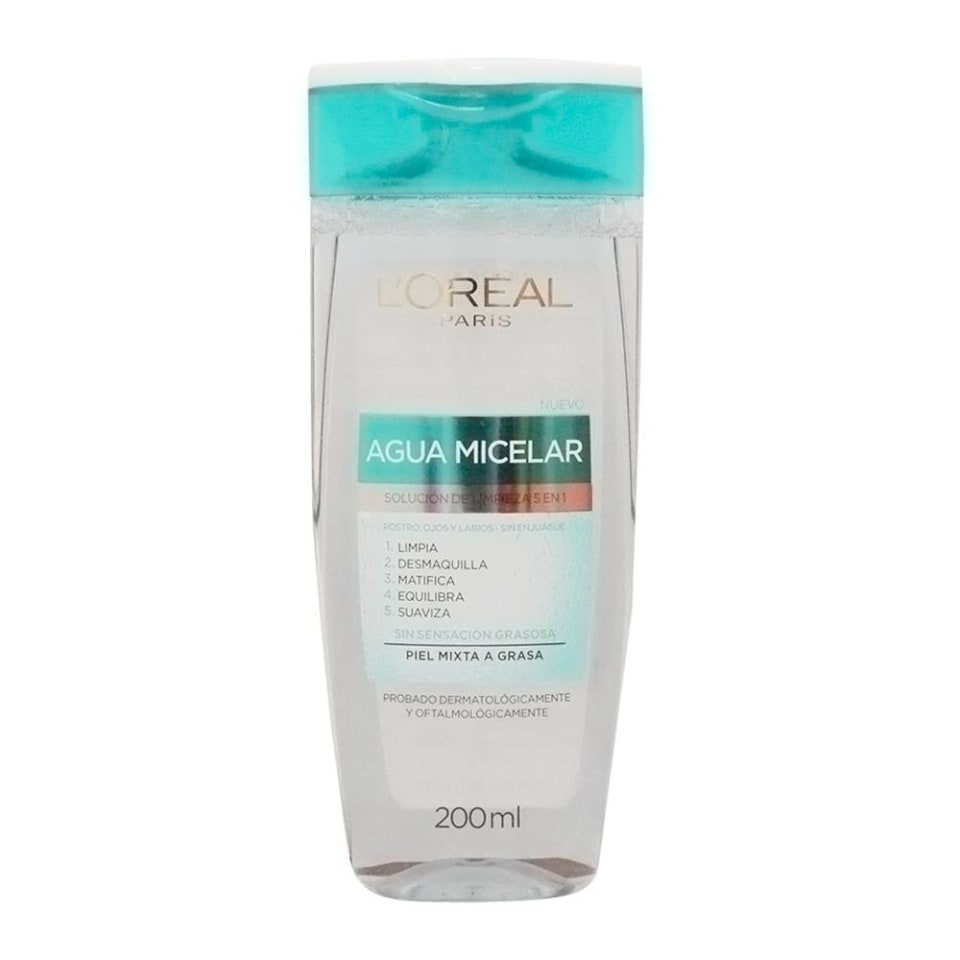 L'ORÉAL
PARIS
NUEVO
AGUA MICELAR
SOLUCIÓN DE LIMPIEZA 5 EN 1
ROSTRO, OJOS Y LABIOS - SIN ENJUAGUE
1. LIMPIA
2. DESMAQUILLA
3. MATIFICA
4. EQUILIBRA
5. SUAVIZA
SIN SENSACIÓN GRASOSA
PIEL MIXTA A GRASA
PROBADO DERMATOLÓGICAMENTE
Y OFTALMOLÓGICAMENTE
200ml